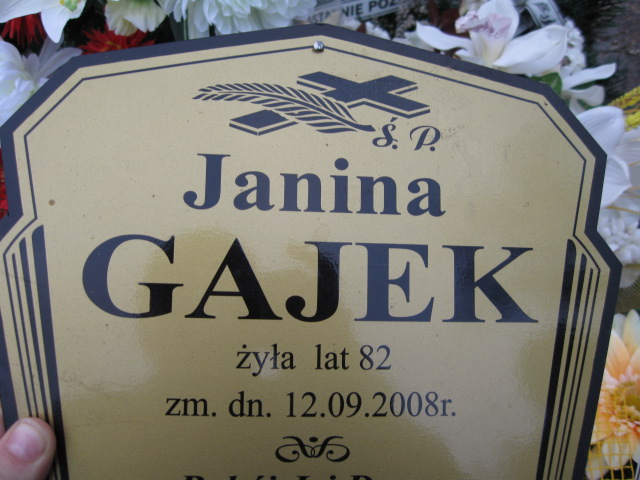 Ś. P.
Janina
GAJEK
żyła lat 82
zm. dn. 12.09.2008r.